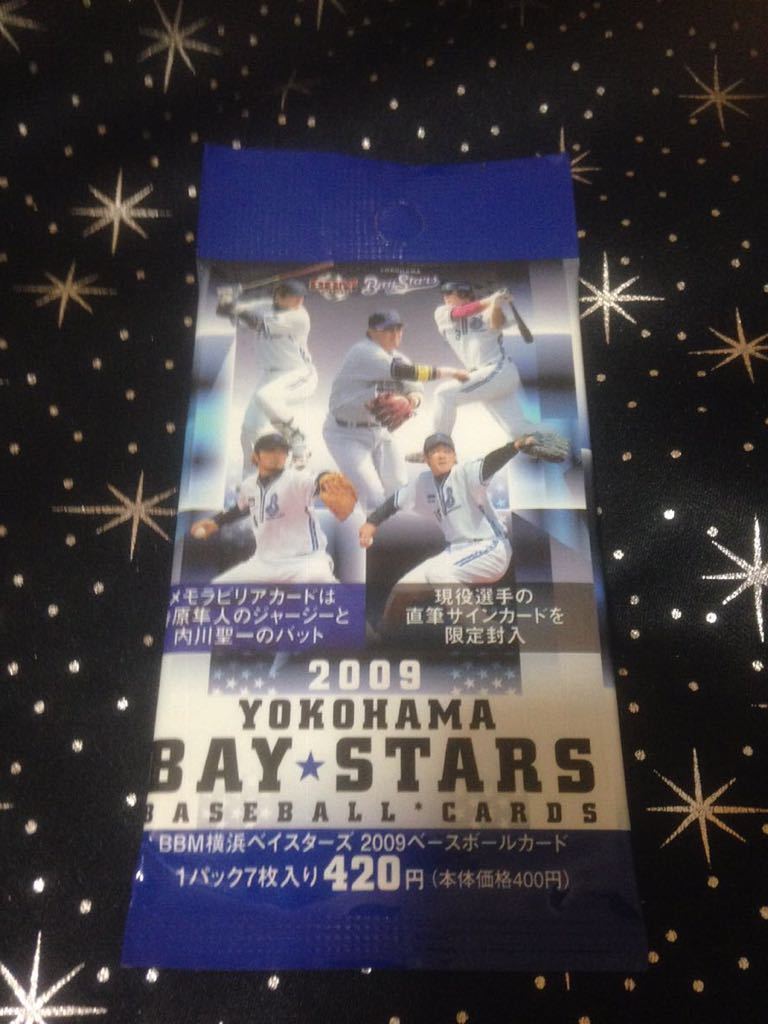 BBM
YOKOHAMA
BayStars
メモラビリアカードは
原隼人のジャージーと
内川聖一のバット
現役選手の
直筆サインカードを
限定封入
2009
YOKOHAMA
BAY★STARS
BASEBALL*CARDS
BBM横浜ベイスターズ 2009ベースボールカード
1パック7枚入り420円(本体価格400円)